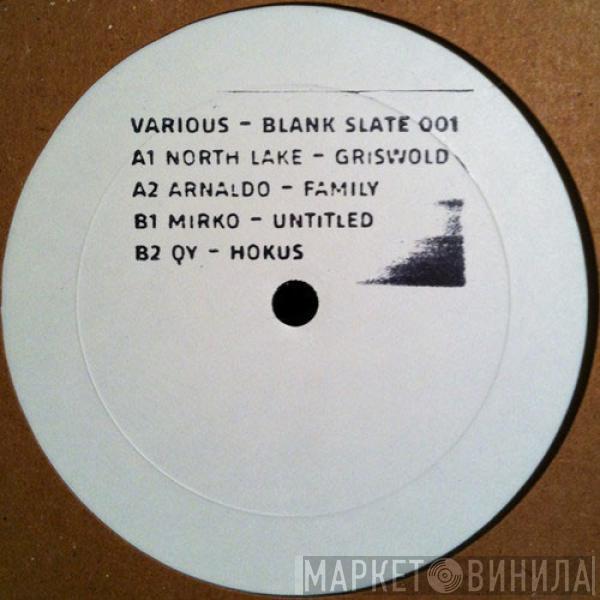 VARIOUS – BLANK SLATE 001
A1 NORTH LAKE – GRISWOLD
A2 ARNALDO – FAMILY
B1 MIRKO – UNTITLED
B2 QY – HOKUS
МАРКЕТ ВИНИЛА